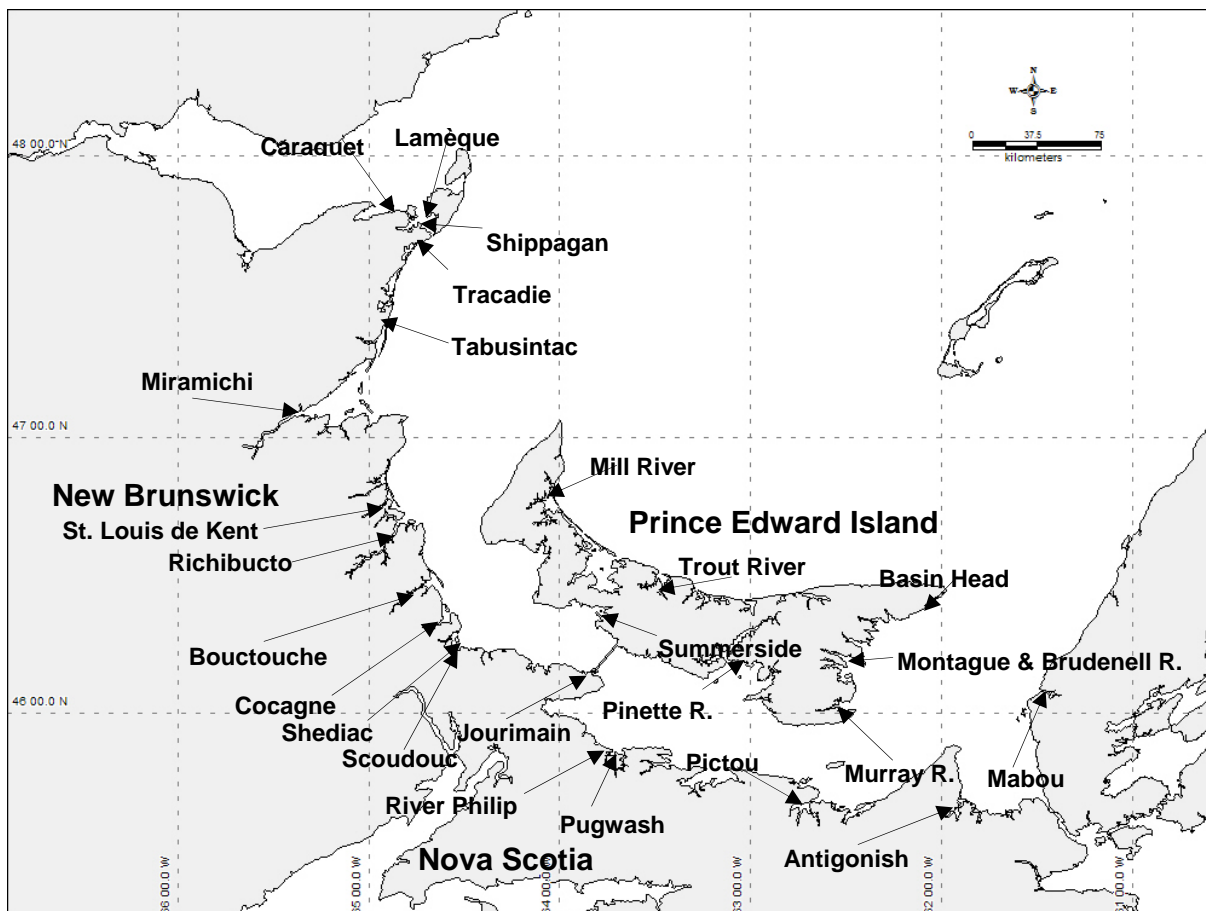 N
W E
S
0 37.5 75
kilometers
48 00.0 N
Caraquet
Lamèque
Shippagan
Tracadie
Tabusintac
Miramichi
47 00.0 N
New Brunswick
St. Louis de Kent
Richibucto
Mill River
Prince Edward Island
Trout River
Basin Head
Bouctouche
Summerside
Montague & Brudenell R.
46 00.0 N
Cocagne
Shediac
Scoudouc
Jourimain
Pinette R.
Pictou
Murray R.
Mabou
River Philip
Pugwash
Nova Scotia
Antigonish
66 00.0 W
65 00.0 W
64 00.0 W
63 00.0 W
62 00.0 W
61 00.0 W